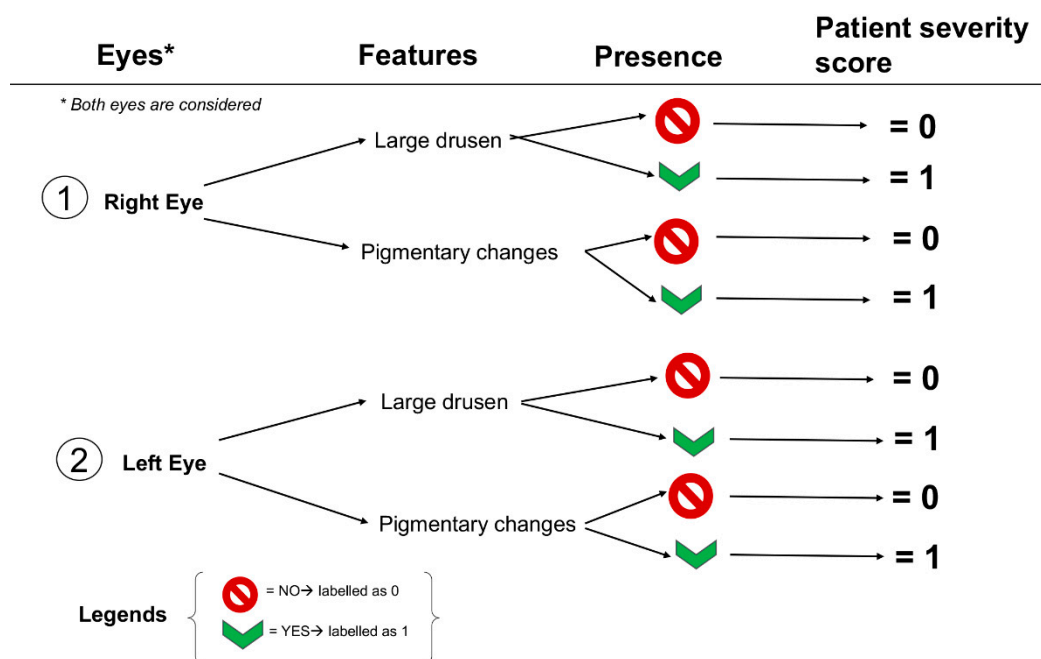 Eyes*
Features
Presence
Patient severity
score
* Both eyes are considered
Large drusen
= 0
= 1
1
Right Eye
Pigmentary changes
= 0
= 1
Large drusen
= 0
= 1
2
Left Eye
Pigmentary changes
= 0
= 1
Legends
= NO→ labelled as 0
= YES→ labelled as 1